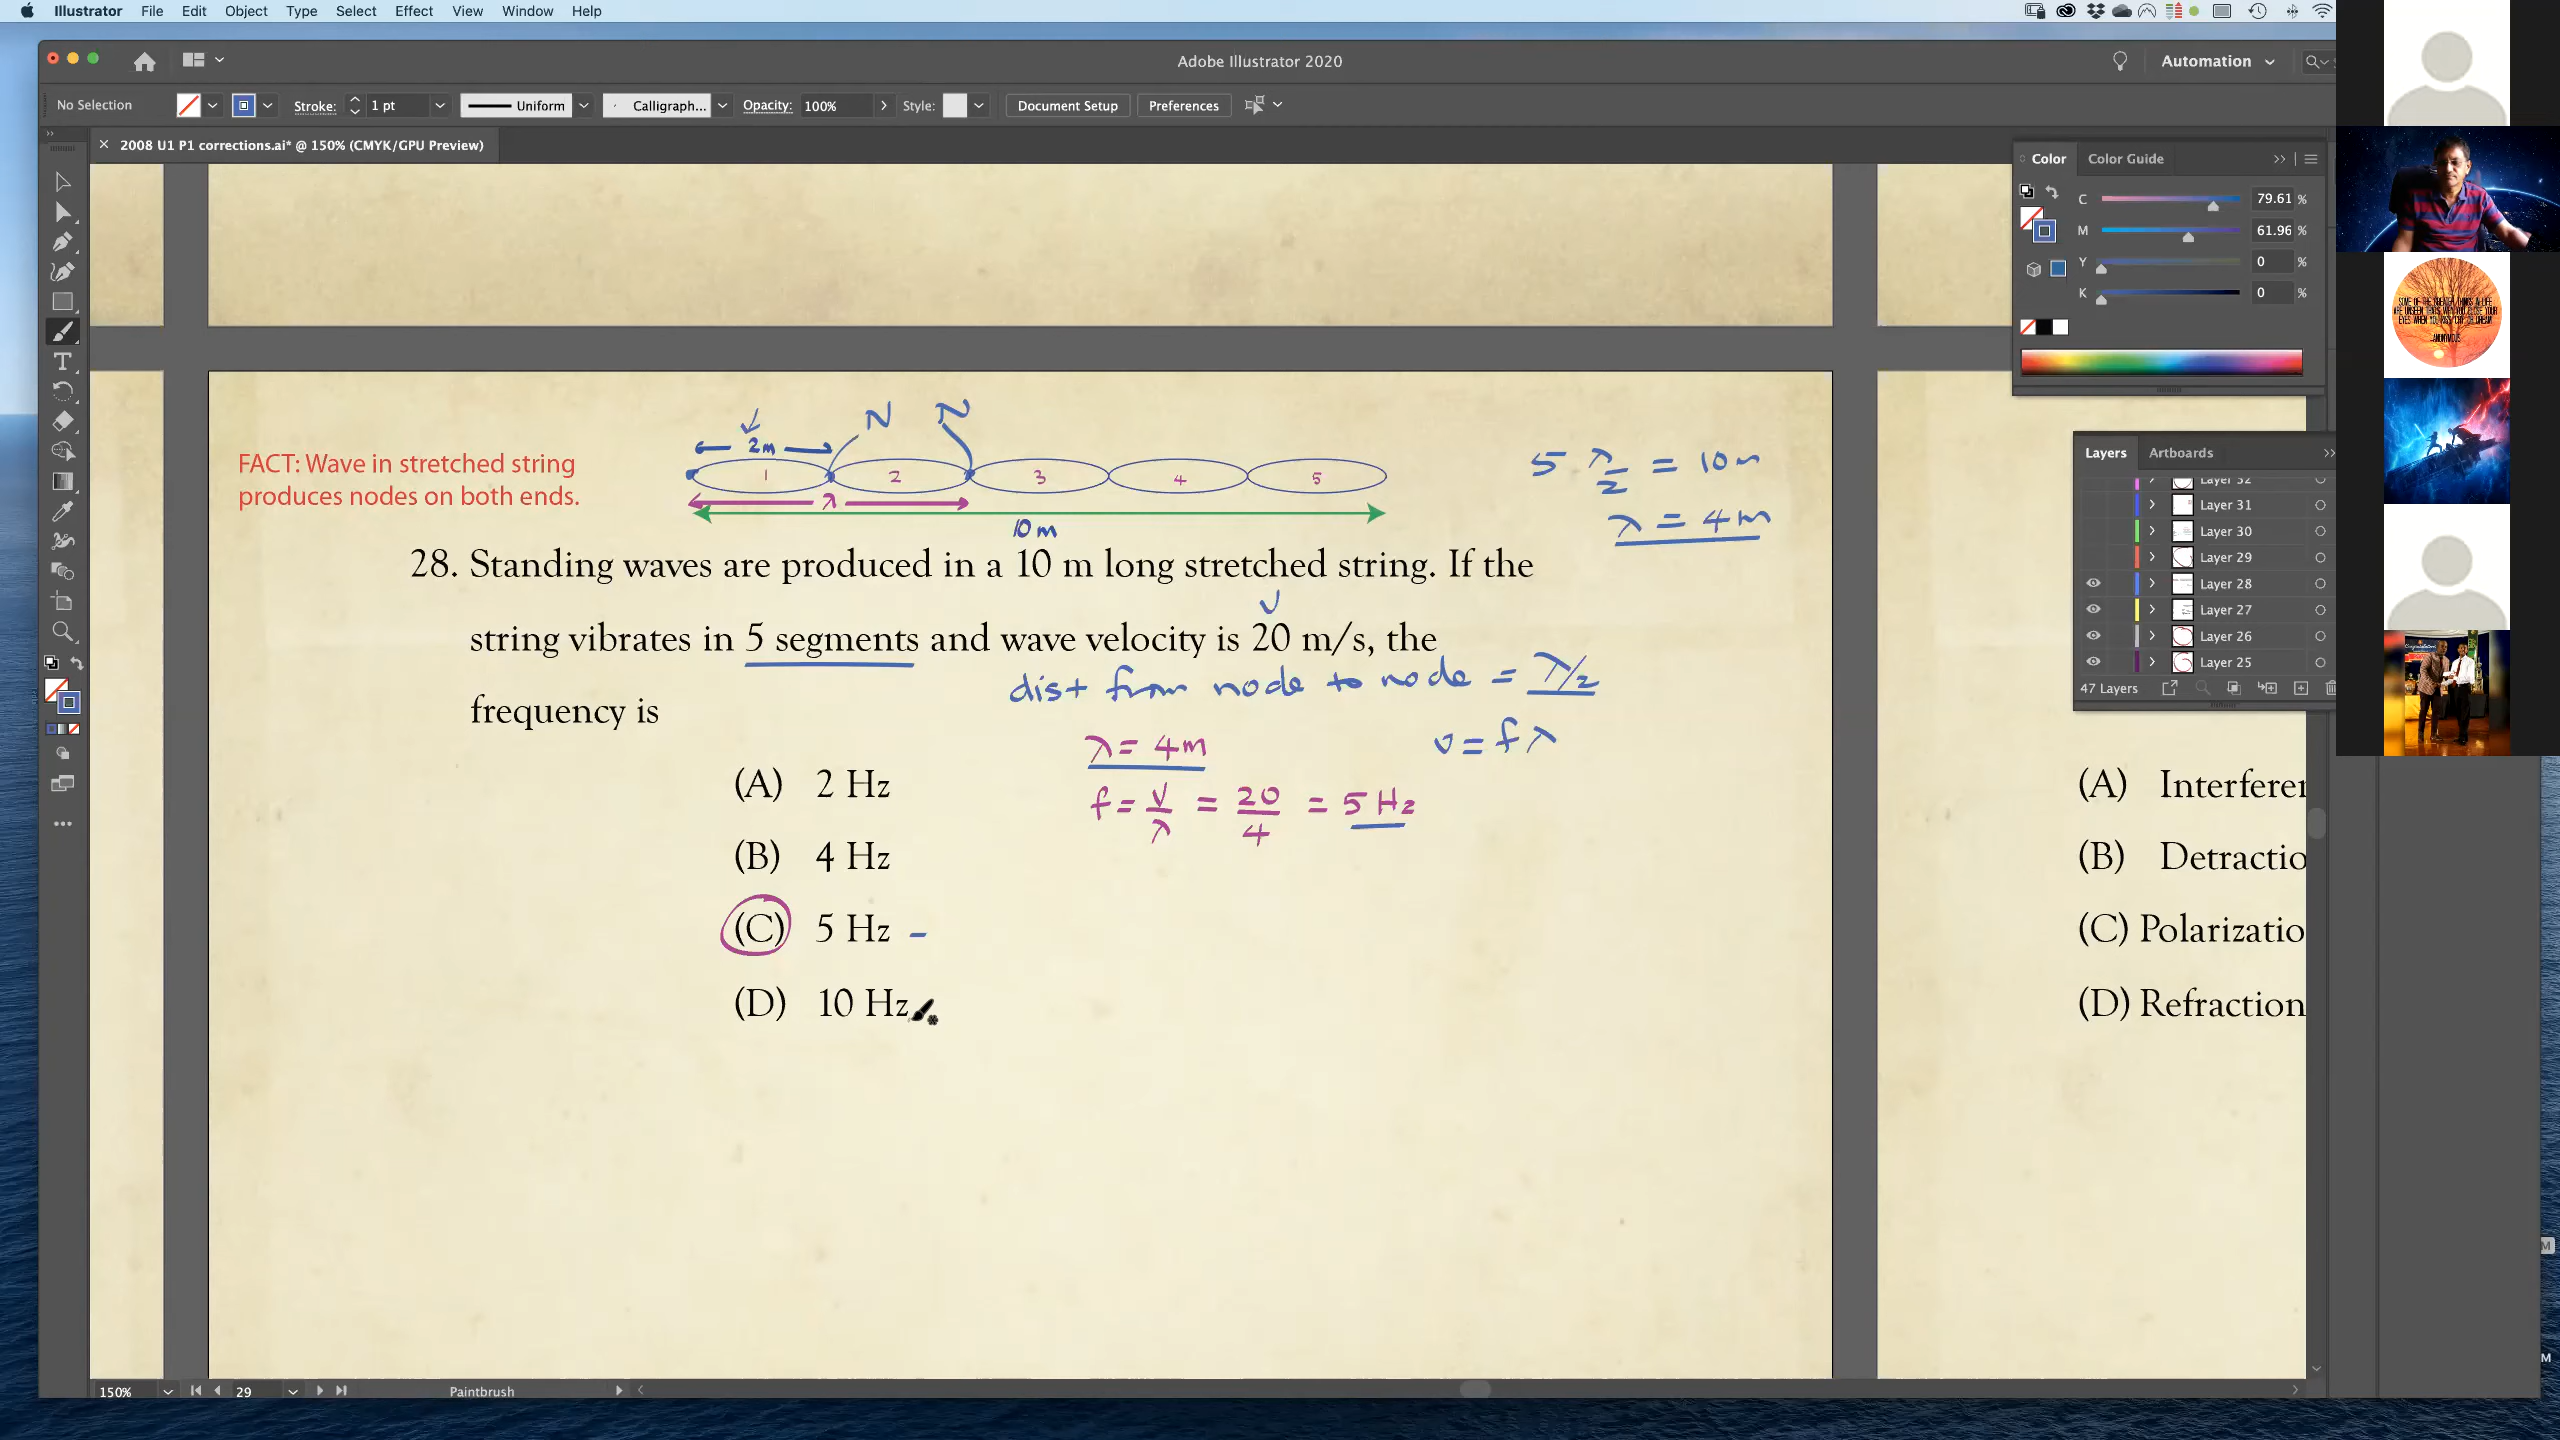 Illustrator File Edit Object Type Select Effect View Window Help
Adobe Illustrator 2020
Automation
No Selection Stroke: 1 pt Uniform Calligraph... Opacity: 100% Style: Document Setup Preferences
× 2008 U1 P1 corrections.ai* @ 150% (CMYK/GPU Preview)
Color Color Guide
C 79.61 %
M 61.96 %
Y 0 %
K 0 %
Layers Artboards
Layer 32
Layer 31
Layer 30
Layer 29
Layer 28
Layer 27
Layer 26
Layer 25
47 Layers
FACT: Wave in stretched string
produces nodes on both ends.
N N
2m
1 2 3 4 5
λ
10 m
5 λ/2 = 10m
λ = 4m
28. Standing waves are produced in a 10 m long stretched string. If the
v
string vibrates in 5 segments and wave velocity is 20 m/s, the
dist from node to node = λ/2
frequency is
v = fλ
λ = 4m
f = v/λ = 20/4 = 5 Hz
(A) 2 Hz
(B) 4 Hz
(C) 5 Hz -
(D) 10 Hz
(A) Interferen
(B) Detractio
(C) Polarizatio
(D) Refraction
ANONYMOUS
150% 29 Paintbrush